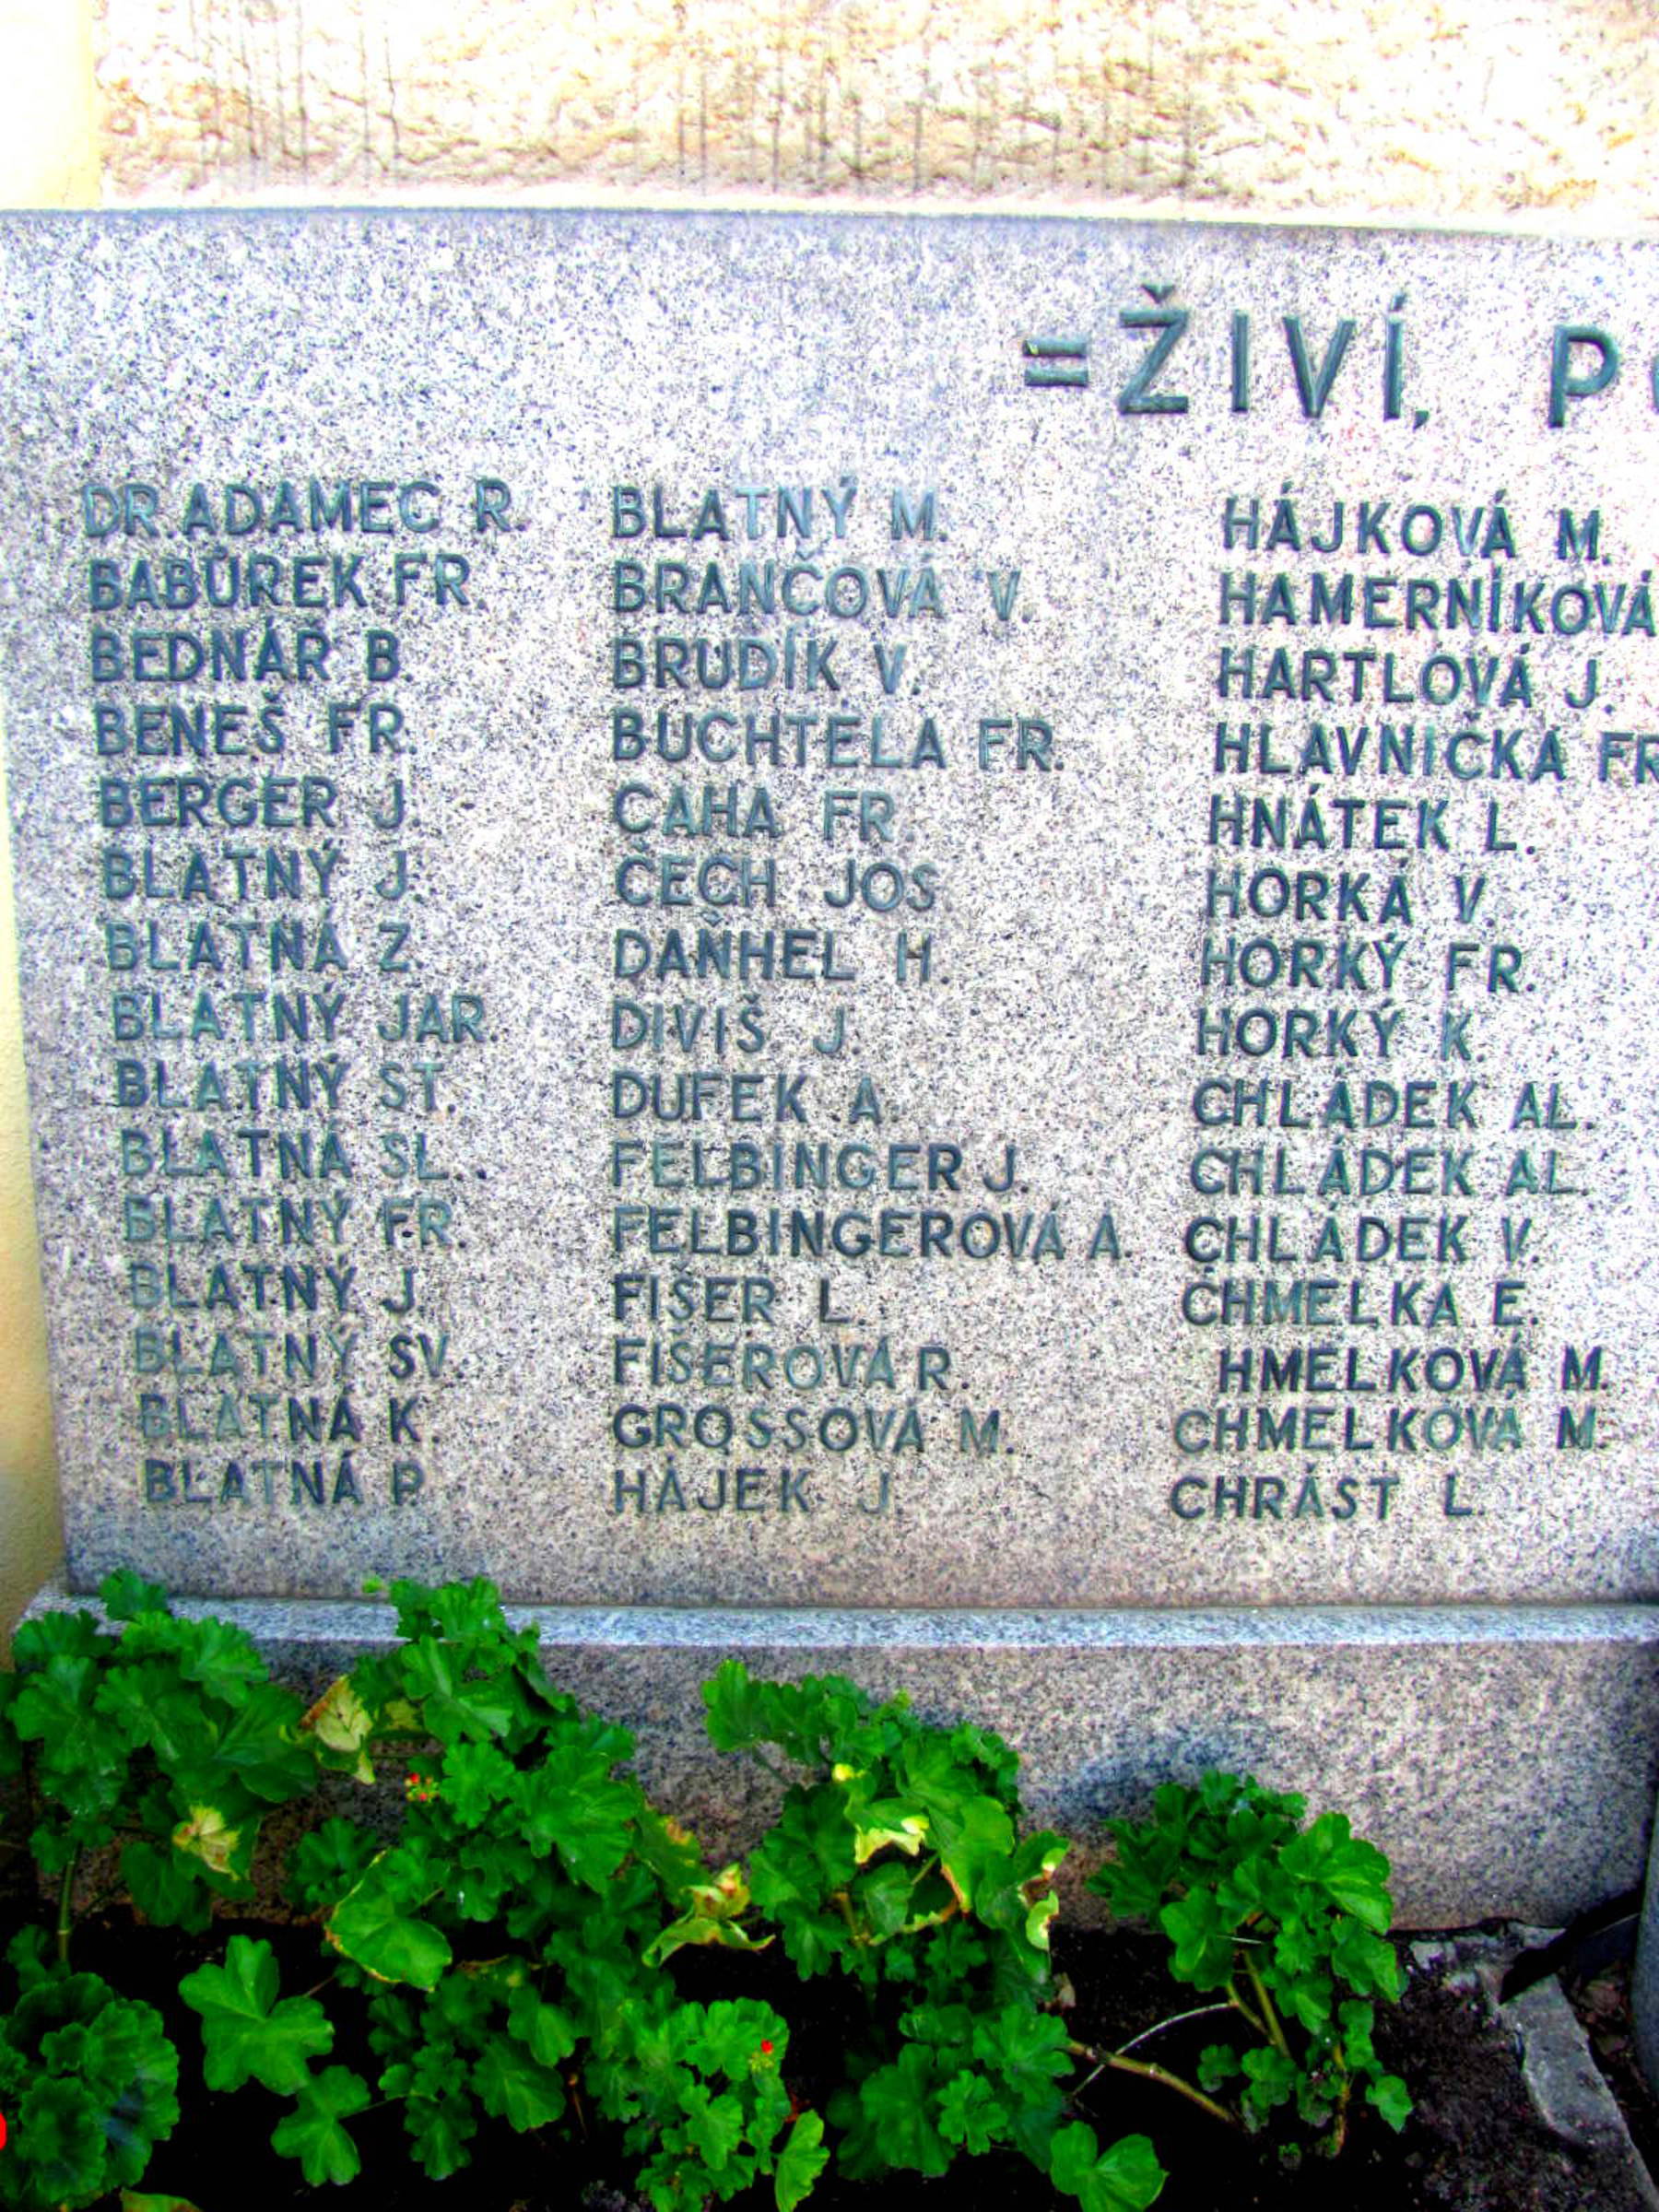 =ŽIVÍ,
DR. ADAMEC R.
BABŮREK FR.
BEDNÁŘ B.
BENEŠ FR.
BERGER J.
BLATNÝ J.
BLATNÁ Z.
BLATNÝ JAR.
BLATNÝ ST.
BLATNÁ SL.
BLATNÝ FR.
BLATNÝ J
BLATNÝ SV
BLATNÁ K.
BLATNÁ P.
BLATNÝ M.
BRANČOVÁ V.
BRUDÍK V.
BUCHTELA FR.
CAHA FR.
ČECH JOS
DAŇHEL H.
DIVIŠ J.
DUFEK A.
FELBINGER J.
FELBINGEROVÁ A.
FIŠER L.
FIŠEROVÁ R.
GROSSOVÁ M.
HÁJEK J.
HÁJKOVÁ M.
HAMERNÍKOVÁ
HARTLOVÁ J.
HLAVNIČKA FR
HNÁTEK L.
HORKÁ V.
HORKÝ FR.
HORKÝ K.
CHLÁDEK AL.
CHLÁDEK AL.
CHLÁDEK V.
CHMELKA E.
HMELKOVÁ M.
CHMELKOVÁ M.
CHRÁST L.